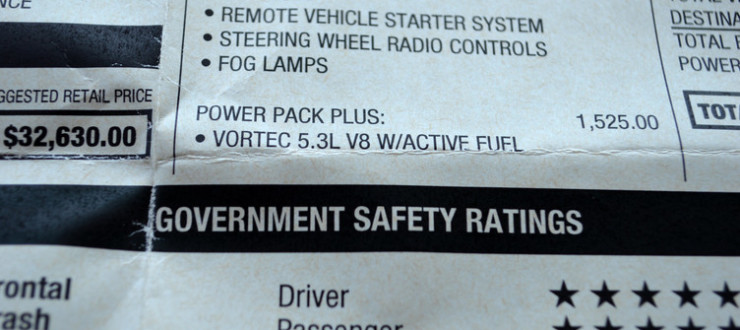 • REMOTE VEHICLE STARTER SYSTEM
• STEERING WHEEL RADIO CONTROLS
• FOG LAMPS
POWER PACK PLUS: 1,525.00
• VORTEC 5.3L V8 W/ACTIVE FUEL
GGESTED RETAIL PRICE
$32,630.00
DESTINA
TOTAL
POWER
TOT
GOVERNMENT SAFETY RATINGS
rontal
rash
Driver ★★★★★
Passenger ★★★★★